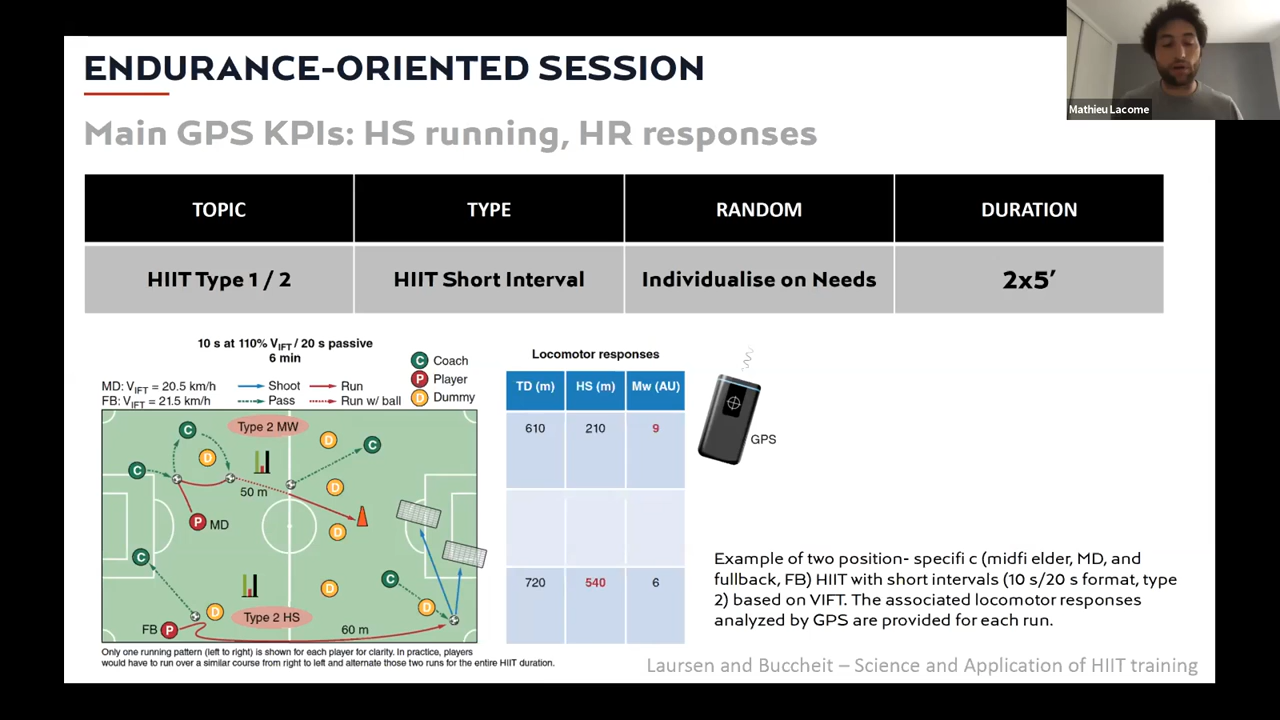 ENDURANCE-ORIENTED SESSION
Mathieu Lacome
Main GPS KPIs: HS running, HR responses
TOPIC TYPE RANDOM DURATION
HIIT Type 1 / 2 HIIT Short Interval Individualise on Needs 2x5’
10 s at 110% VIFT / 20 s passive
6 min
MD: VIFT = 20.5 km/h
FB: VIFT = 21.5 km/h
Shoot
Run
Pass
Run w/ ball
C Coach
P Player
D Dummy
Type 2 MW
C
D
C
C
D
D
50 m
P MD
D
C
C
D
D
D
Type 2 HS
FB P
60 m
Only one running pattern (left to right) is shown for each player for clarity. In practice, players
would have to run over a similar course from right to left and alternate those two runs for the entire HIIT duration.
Locomotor responses
TD (m) HS (m) Mw (AU)
610 210 9
720 540 6
GPS
Example of two position- specifi c (midfi elder, MD, and
fullback, FB) HIIT with short intervals (10 s/20 s format, type
2) based on VIFT. The associated locomotor responses
analyzed by GPS are provided for each run.
Laursen and Buccheit – Science and Application of HIIT training